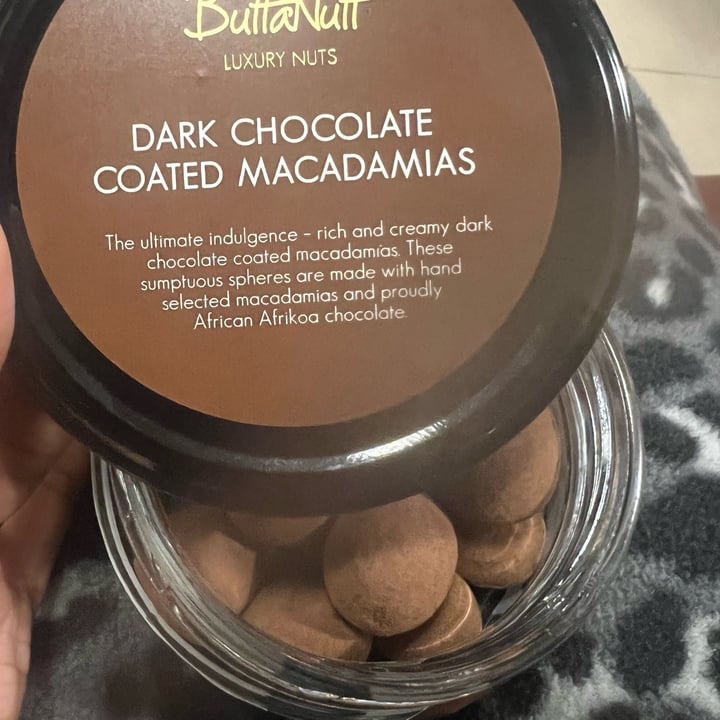 ButtaNutt
LUXURY NUTS
DARK CHOCOLATE
COATED MACADAMIAS
The ultimate indulgence – rich and creamy dark
chocolate coated macadamias. These
sumptuous spheres are made with hand
selected macadamias and proudly
African Afrikoa chocolate.